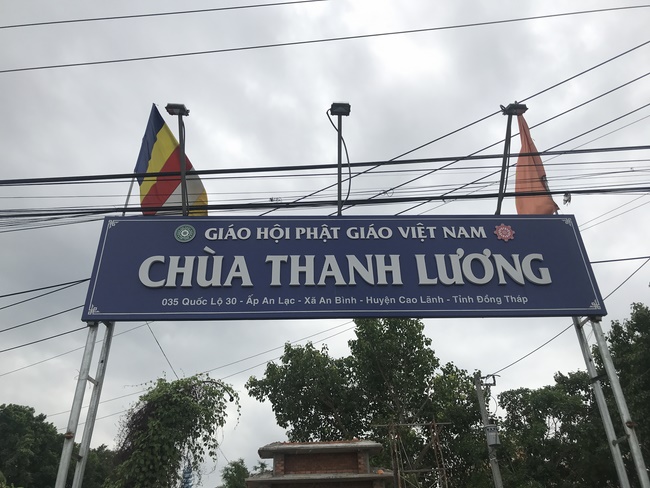 GIÁO HỘI PHẬT GIÁO VIỆT NAM
CHÙA THANH LƯƠNG
035 Quốc Lộ 30 - Ấp An Lạc - Xã An Bình - Huyện Cao Lãnh - Tỉnh Đồng Tháp